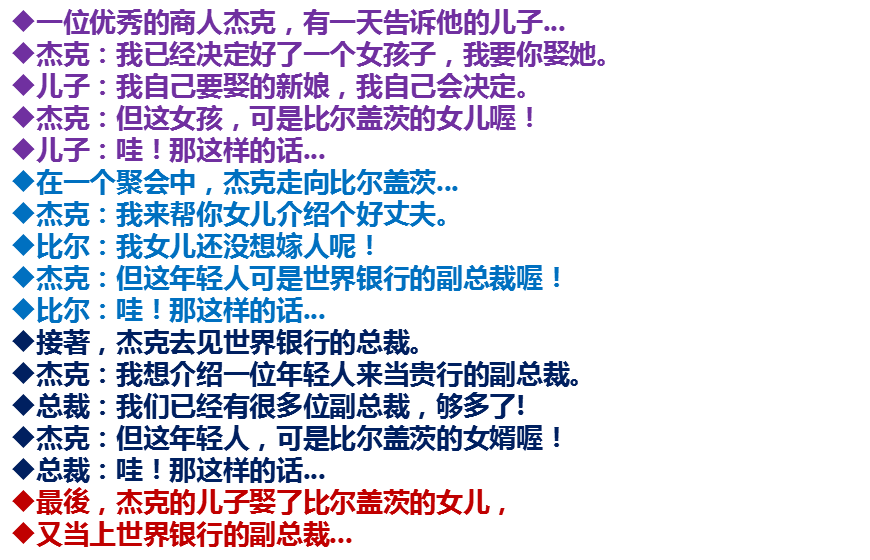 ◆一位优秀的商人杰克，有一天告诉他的儿子...
◆杰克：我已经决定好了一个女孩子，我要你娶她。
◆儿子：我自己要娶的新娘，我自己会决定。
◆杰克：但这女孩，可是比尔盖茨的女儿喔！
◆儿子：哇！那这样的话...
◆在一个聚会中，杰克走向比尔盖茨...
◆杰克：我来帮你女儿介绍个好丈夫。
◆比尔：我女儿还没想嫁人呢！
◆杰克：但这年轻人可是世界银行的副总裁喔！
◆比尔：哇！那这样的话...
◆接著，杰克去见世界银行的总裁。
◆杰克：我想介绍一位年轻人来当贵行的副总裁。
◆总裁：我们已经有很多位副总裁，够多了!
◆杰克：但这年轻人，可是比尔盖茨的女婿喔！
◆总裁：哇！那这样的话...
◆最後，杰克的儿子娶了比尔盖茨的女儿，
◆又当上世界银行的副总裁...